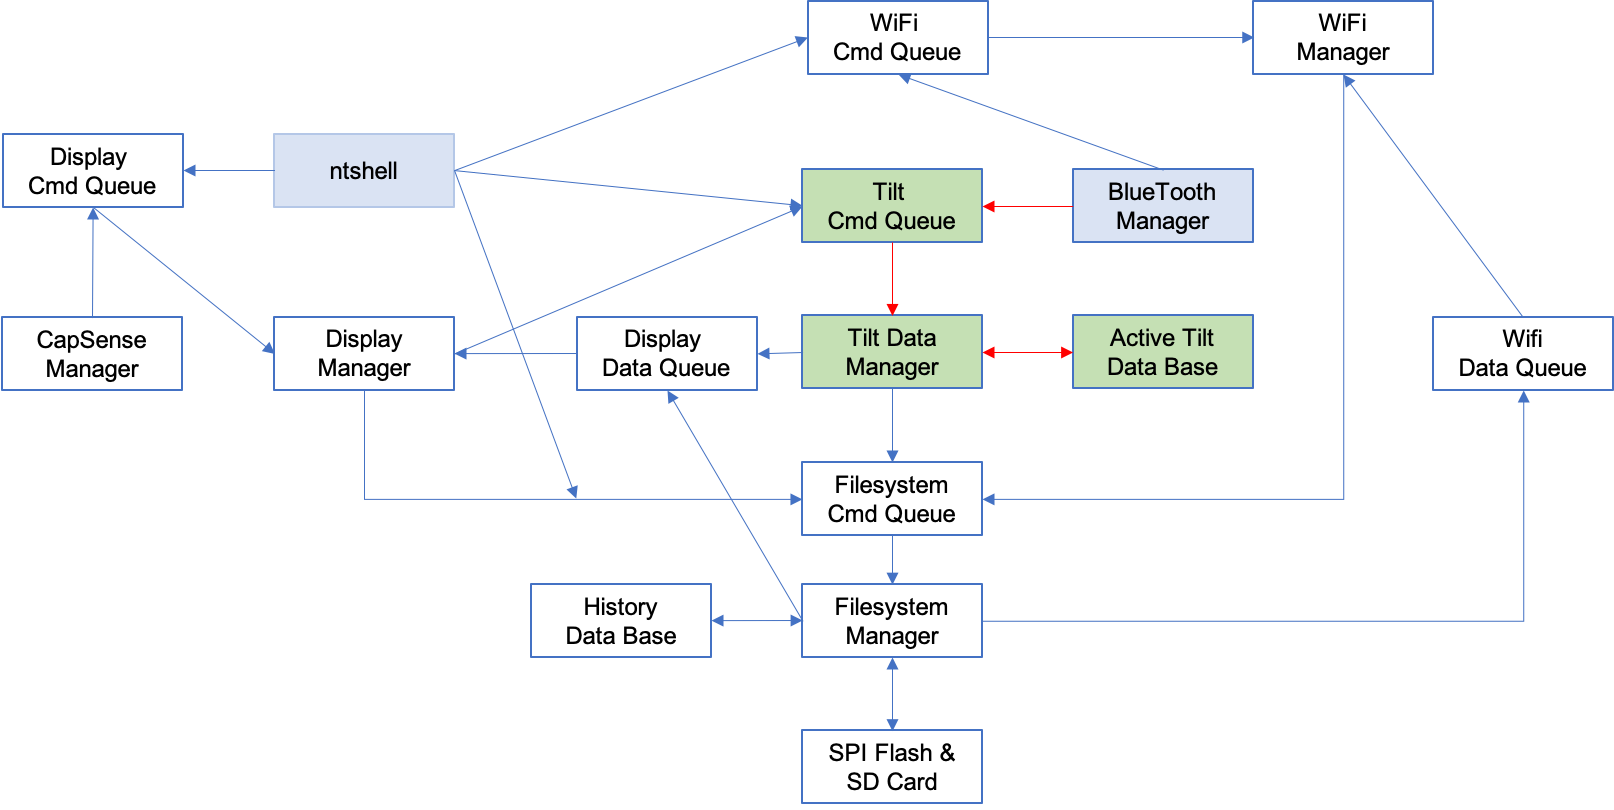 WiFi
Cmd Queue
WiFi
Manager
Display
Cmd Queue
ntshell
Tilt
Cmd Queue
BlueTooth
Manager
CapSense
Manager
Display
Manager
Display
Data Queue
Tilt Data
Manager
Active Tilt
Data Base
Wifi
Data Queue
Filesystem
Cmd Queue
History
Data Base
Filesystem
Manager
SPI Flash &
SD Card